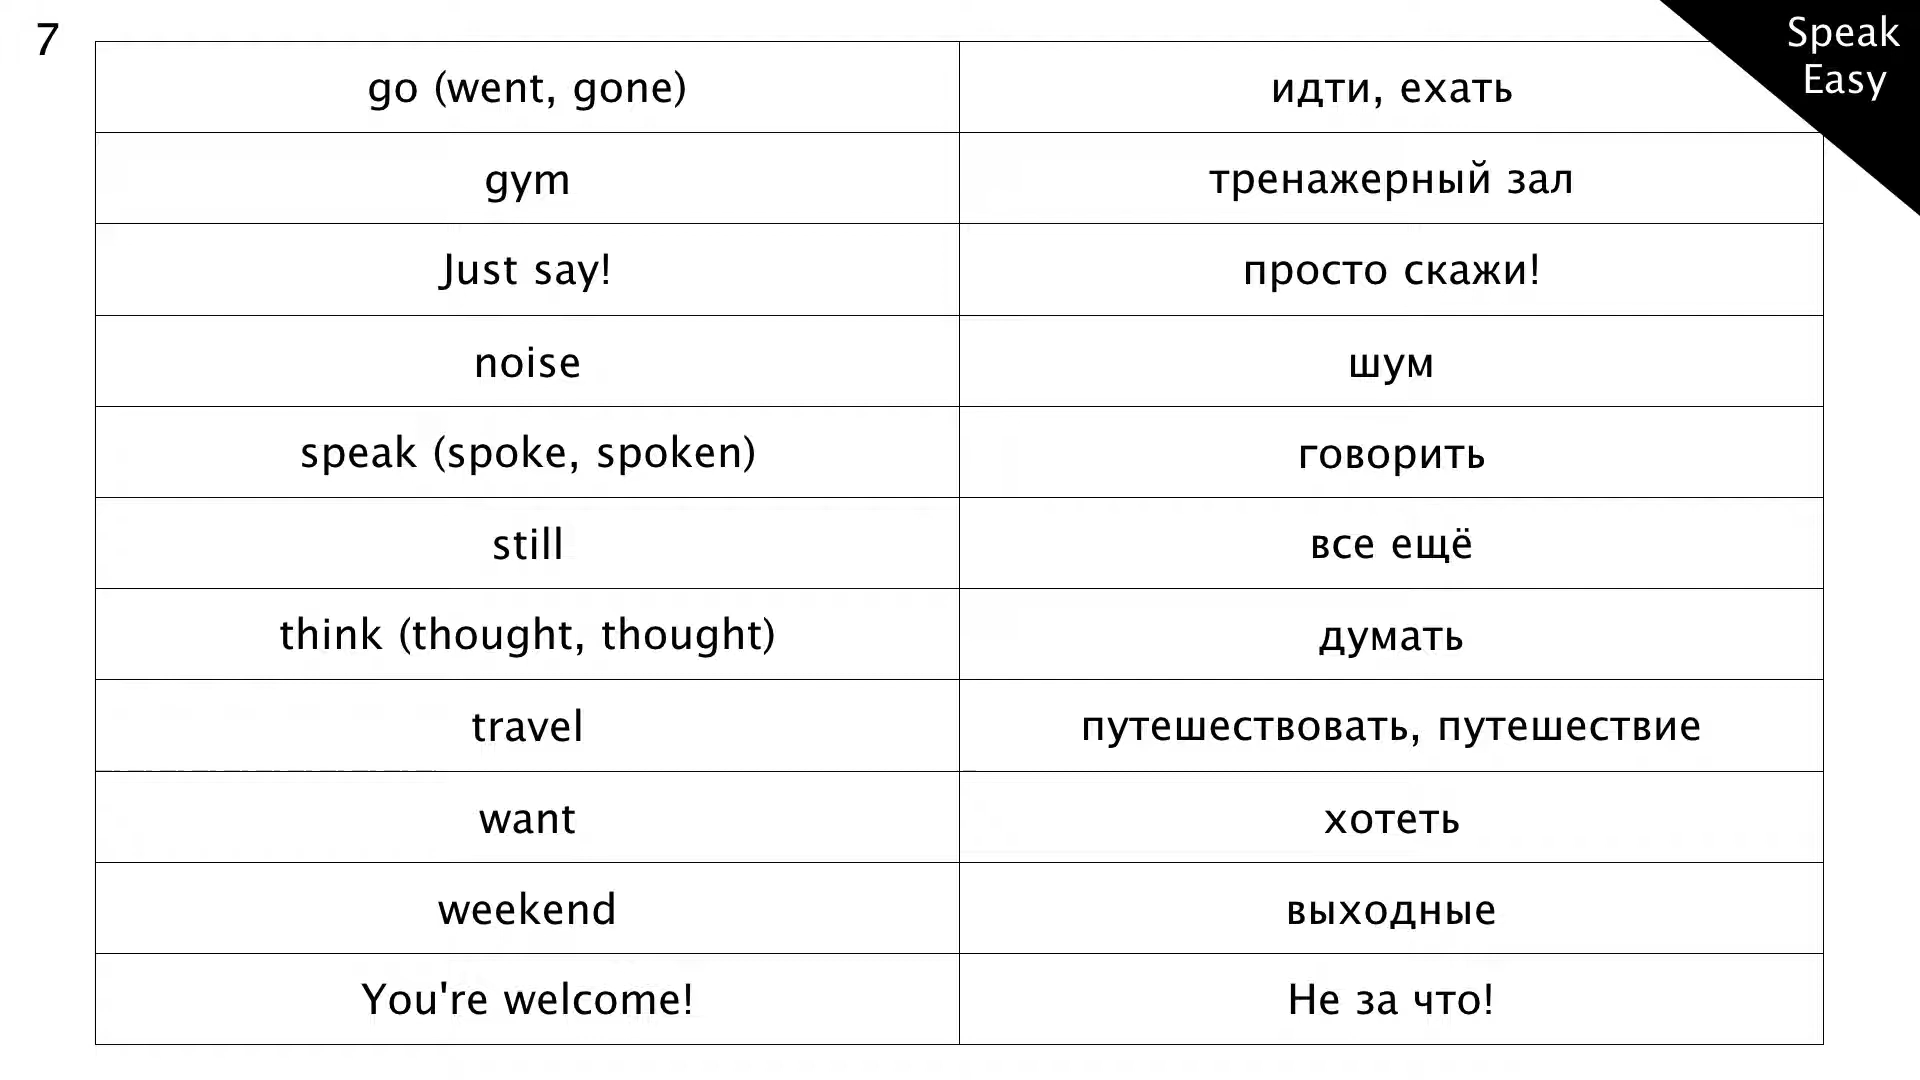 7
Speak
Easy
go (went, gone) идти, ехать
gym тренажерный зал
Just say! просто скажи!
noise шум
speak (spoke, spoken) говорить
still все ещё
think (thought, thought) думать
travel путешествовать, путешествие
want хотеть
weekend выходные
You're welcome! Не за что!